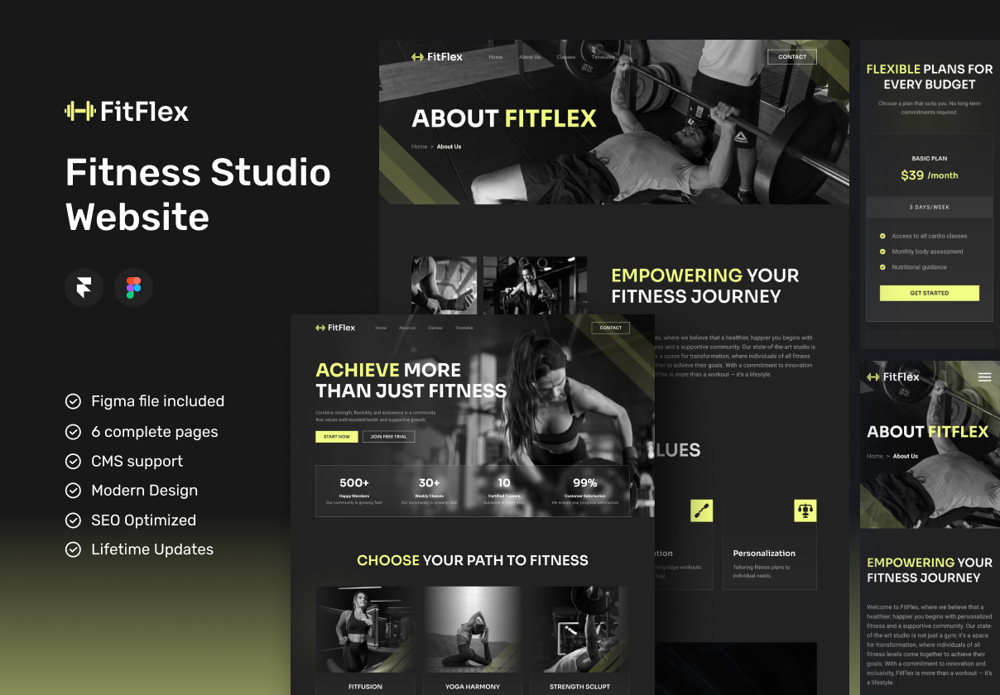 FitFlex
Fitness Studio
Website
Figma file included
6 complete pages
CMS support
Modern Design
SEO Optimized
Lifetime Updates
FitFlex
Home
About Us
Classes
Timetable
CONTACT
ABOUT FITFLEX
Home > About Us
EMPOWERING YOUR
FITNESS JOURNEY
ex, where we believe that a healthier, happier you begins with
ess and a supportive community. Our state-of-the-art studio is
s a space for transformation, where individuals of all fitness
ther to achieve their goals. With a commitment to innovation
itFlex is more than a workout — it's a lifestyle.
LUES
ation
tting-edge workouts
logy.
Personalization
Tailoring fitness plans to
individual needs.
FitFlex
Home
About Us
Classes
Timetable
CONTACT
ACHIEVE MORE
THAN JUST FITNESS
Combine strength, flexibility, and endurance in a community
that values well-rounded health and supportive growth.
START NOW
JOIN FREE TRIAL
500+
Happy Members
Our community is growing fast!
30+
Weekly Classes
Our community is growing fast!
10
Certified Trainers
Guidance at every step
99%
Customer Satisfaction
We ensure your progress satisfaction
CHOOSE YOUR PATH TO FITNESS
FITFUSION
YOGA HARMONY
STRENGTH SCLUPT
FLEXIBLE PLANS FOR
EVERY BUDGET
Choose a plan that suits you. No long-term
commitments required.
BASIC PLAN
$39 /month
3 DAYS/WEEK
Access to all cardio classes
Monthly body assessment
Nutritional guidance
GET STARTED
FitFlex
ABOUT FITFLEX
Home > About Us
EMPOWERING YOUR
FITNESS JOURNEY
Welcome to FitFlex, where we believe that a
healthier, happier you begins with personalized
fitness and a supportive community. Our state-
of-the-art studio is not just a gym; it's a space
for transformation, where individuals of all
fitness levels come together to achieve their
goals. With a commitment to innovation and
inclusivity, FitFlex is more than a workout — it's
a lifestyle.